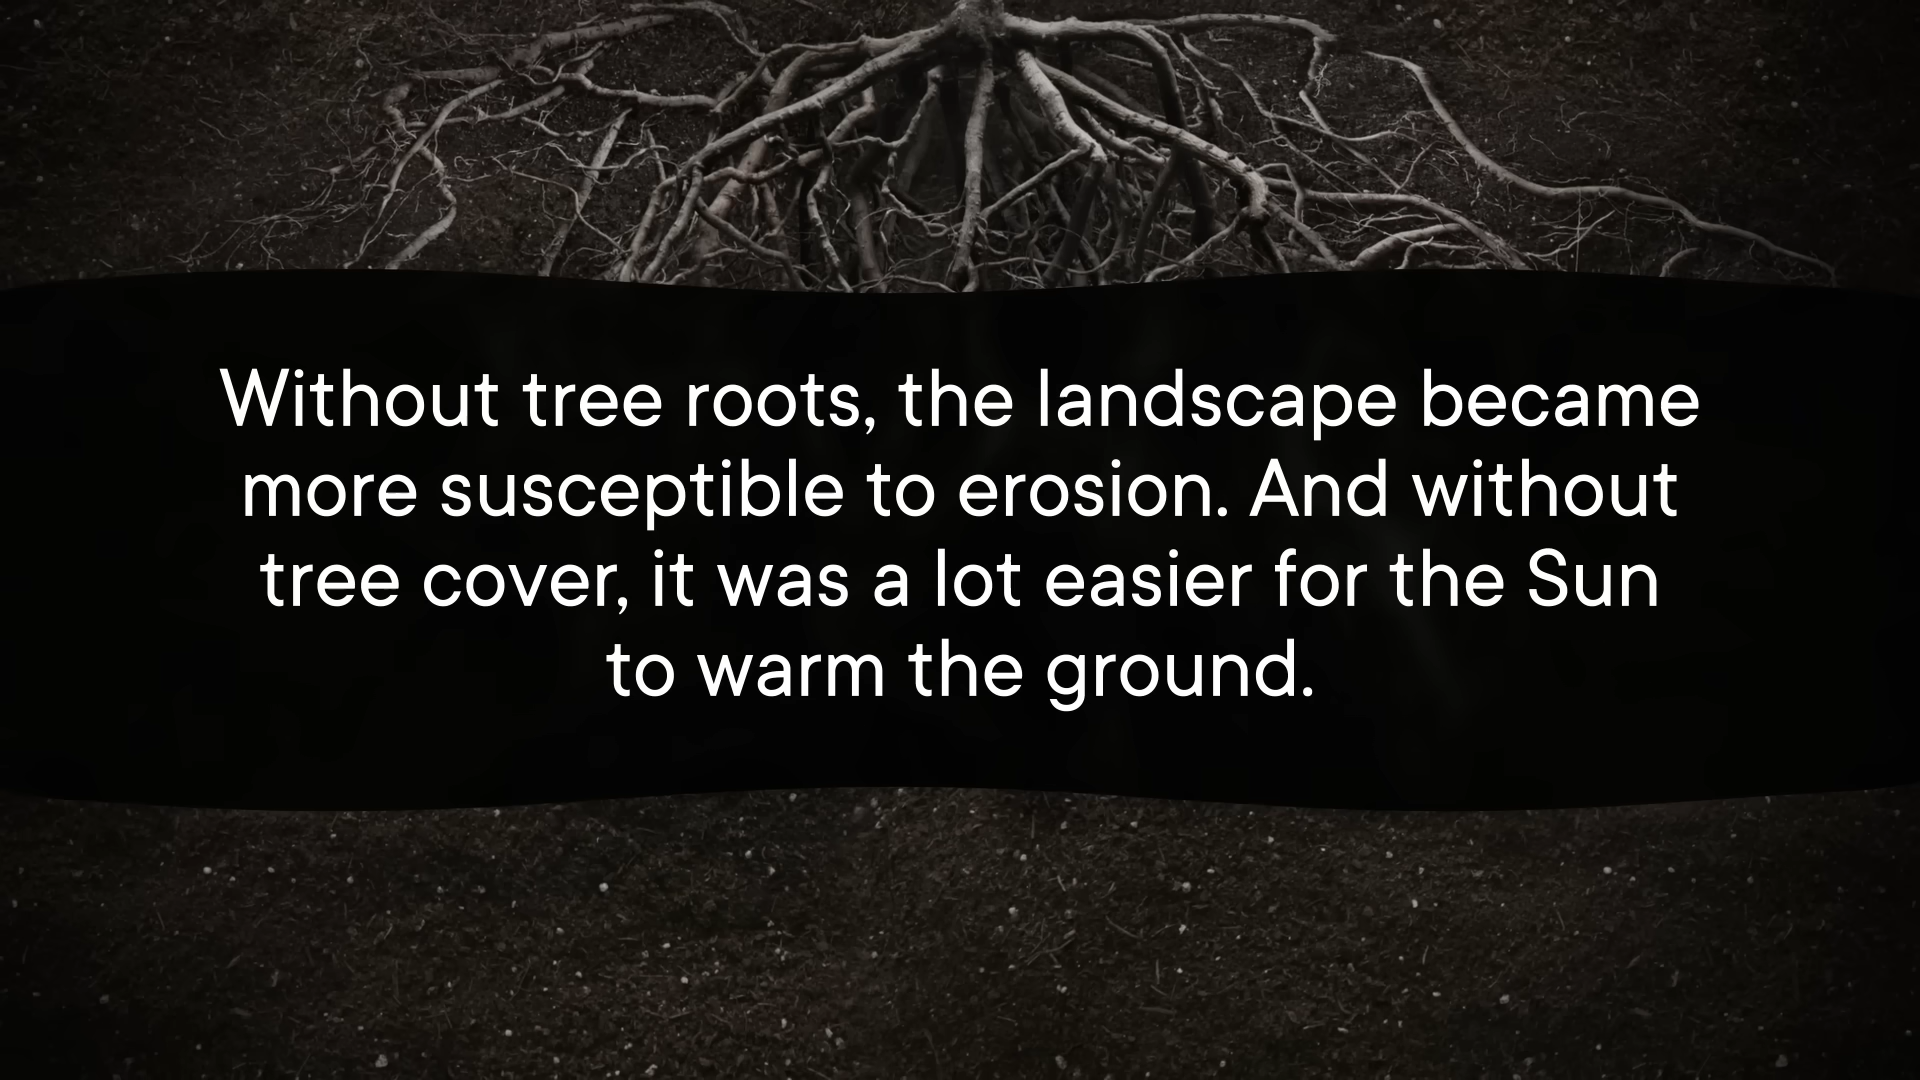 Without tree roots, the landscape became
more susceptible to erosion. And without
tree cover, it was a lot easier for the Sun
to warm the ground.